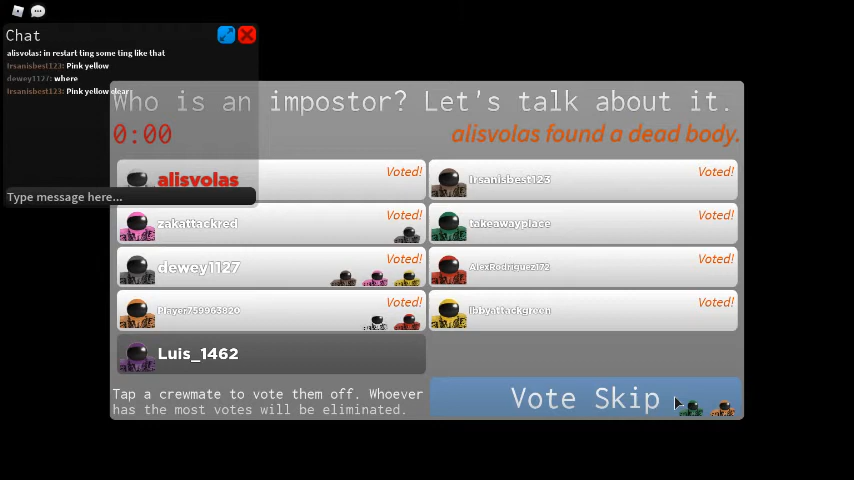 Chat
alisvolas: in restart ting some ting like that
Irsanisbest123: Pink yellow
dewey1127: where
Irsanisbest123: Pink yellow clear
Type message here...
Who is an impostor? Let's talk about it.
0:00
alisvolas found a dead body.
alisvolas
Voted!
Irsanisbest123
Voted!
zakattackred
Voted!
takeawayplace
Voted!
dewey1127
Voted!
AlexRodriguez172
Voted!
Player759963820
Voted!
libbyattackgreen
Voted!
Luis_1462
Tap a crewmate to vote them off. Whoever
has the most votes will be eliminated.
Vote Skip